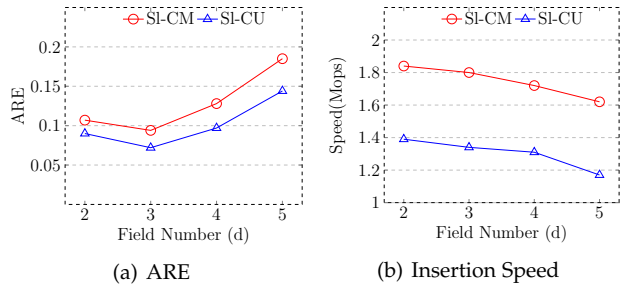 Sl-CM Sl-CU
0.2
0.15
0.1
0.05
ARE
2 3 4 5
Field Number (d)
(a) ARE
Sl-CM Sl-CU
2
1.8
1.6
1.4
1.2
1
Speed(Mops)
2 3 4 5
Field Number (d)
(b) Insertion Speed